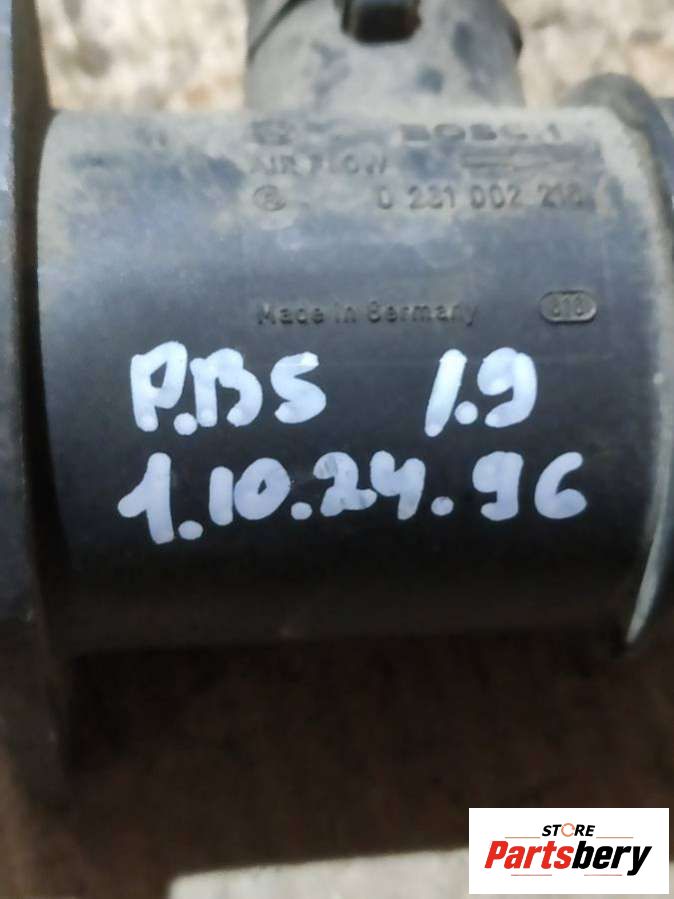 BOSCH
AIR FLOW
0 281 002 216
Made in Germany 818
P.B5 1.9
1.10.24.96
STORE
Partsbery